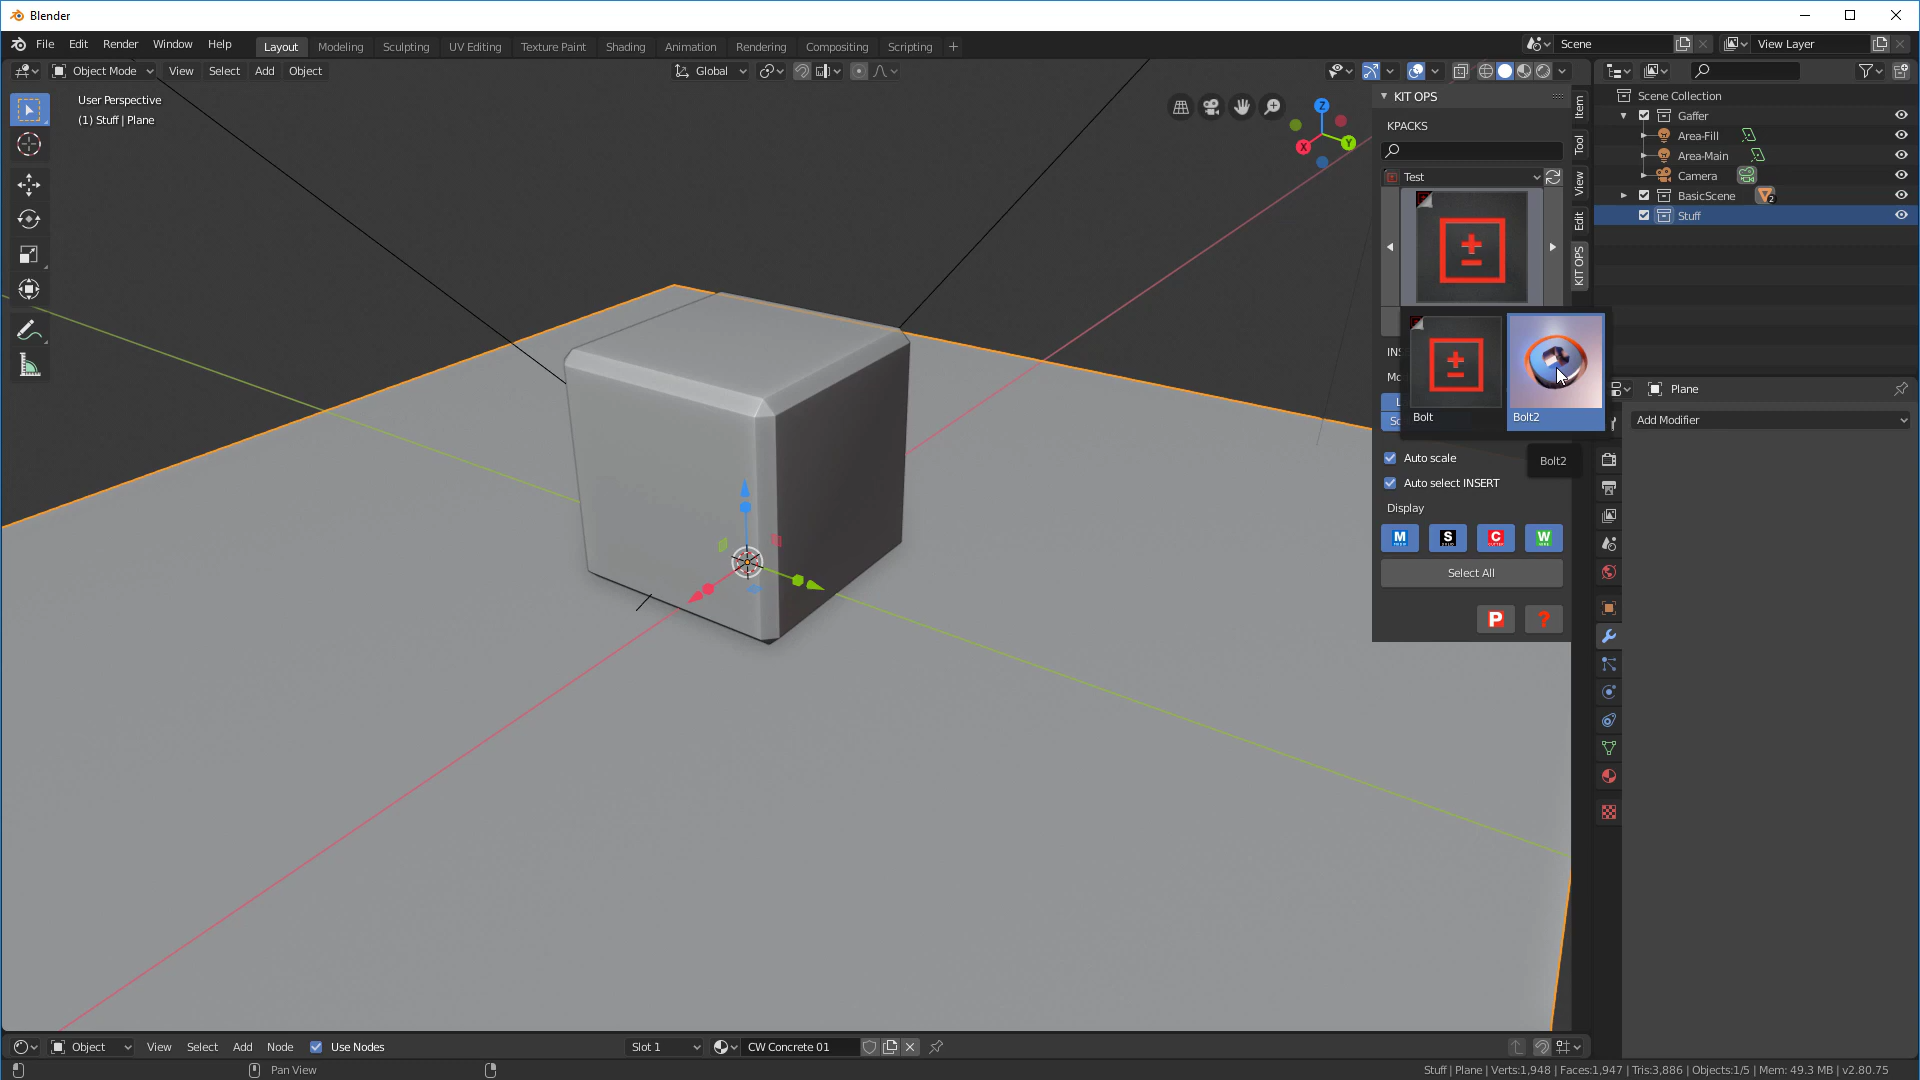 Blender
File Edit Render Window Help Layout Modeling Sculpting UV Editing Texture Paint Shading Animation Rendering Compositing Scripting + Scene View Layer
Object Mode View Select Add Object Global
User Perspective
(1) Stuff | Plane
Z
Y
X
KIT OPS
KPACKS
Test
Bolt
Bolt2
Bolt2
Auto scale
Auto select INSERT
Display
M S C W
Select All
P ?
Item
Tool
View
Edit
KIT OPS
Scene Collection
Gaffer
Area-Fill
Area-Main
Camera
BasicScene 2
Stuff
Plane
Add Modifier
Object View Select Add Node Use Nodes Slot 1 CW Concrete 01
Pan View
Stuff | Plane | Verts:1,948 | Faces:1,947 | Tris:3,886 | Objects:1/5 | Mem: 49.3 MB | v2.80.75